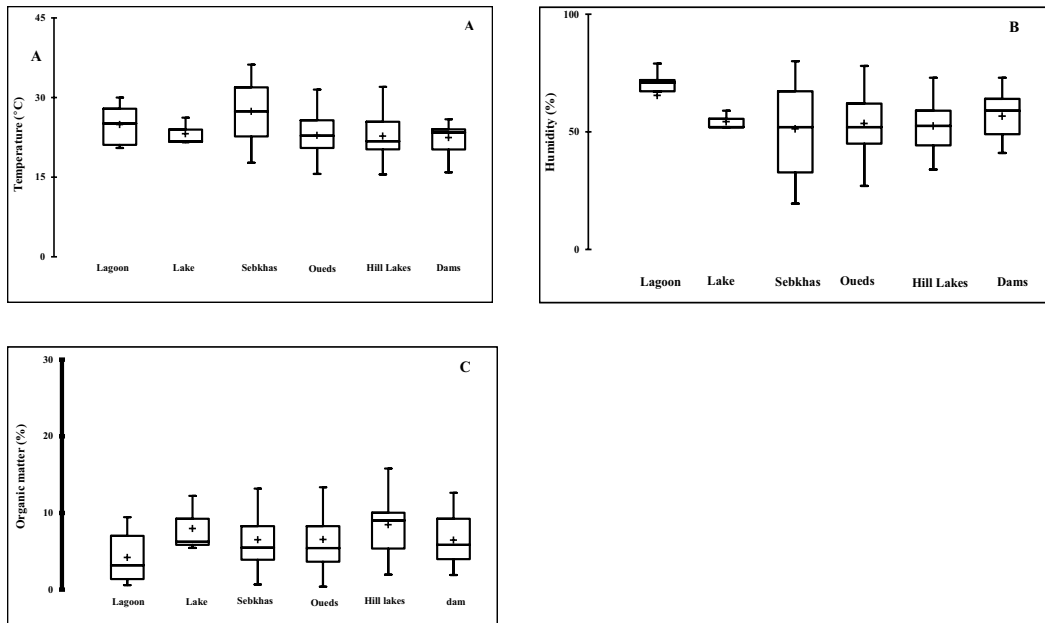 45
A
A
30
Temperature (°C)
15
0
Lagoon Lake Sebkhas Oueds Hill Lakes Dams
100
B
Humidity (%)
50
0
Lagoon Lake Sebkhas Oueds Hill Lakes Dams
30
C
20
Organic matter (%)
10
0
Lagoon Lake Sebkhas Oueds Hill lakes dam